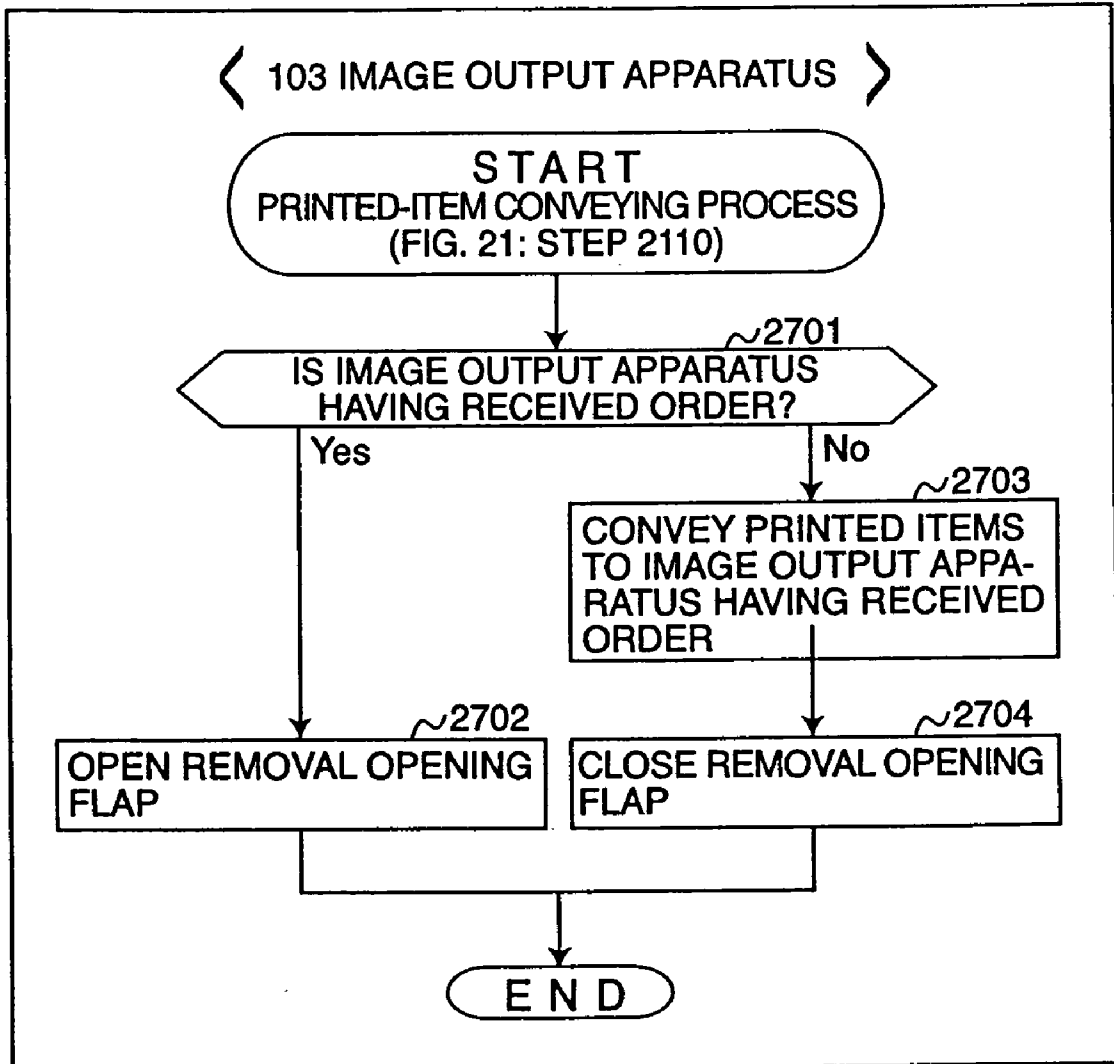 < 103 IMAGE OUTPUT APPARATUS >
START
PRINTED-ITEM CONVEYING PROCESS
(FIG. 21: STEP 2110)
2701
IS IMAGE OUTPUT APPARATUS
HAVING RECEIVED ORDER?
Yes
No
2703
CONVEY PRINTED ITEMS
TO IMAGE OUTPUT APPA-
RATUS HAVING RECEIVED
ORDER
2702
OPEN REMOVAL OPENING
FLAP
2704
CLOSE REMOVAL OPENING
FLAP
END